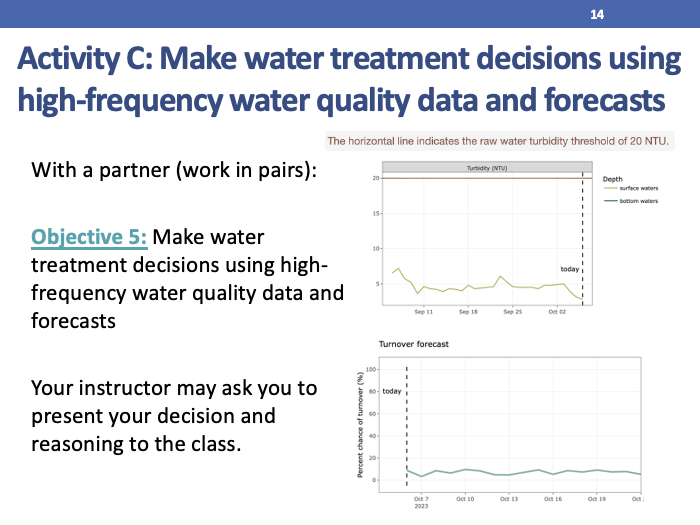 14
Activity C: Make water treatment decisions using
high-frequency water quality data and forecasts
The horizontal line indicates the raw water turbidity threshold of 20 NTU.
With a partner (work in pairs):
Objective 5: Make water
treatment decisions using high-
frequency water quality data and
forecasts
Your instructor may ask you to
present your decision and
reasoning to the class.
Turbidity (NTU)
20
15
10
5
today
Sep 11 Sep 18 Sep 25 Oct 02
Depth
surface waters
bottom waters
Turnover forecast
Percent chance of turnover (%)
100
80
60
40
20
0
today
Oct 7 Oct 10 Oct 13 Oct 16 Oct 19 Oct
2023